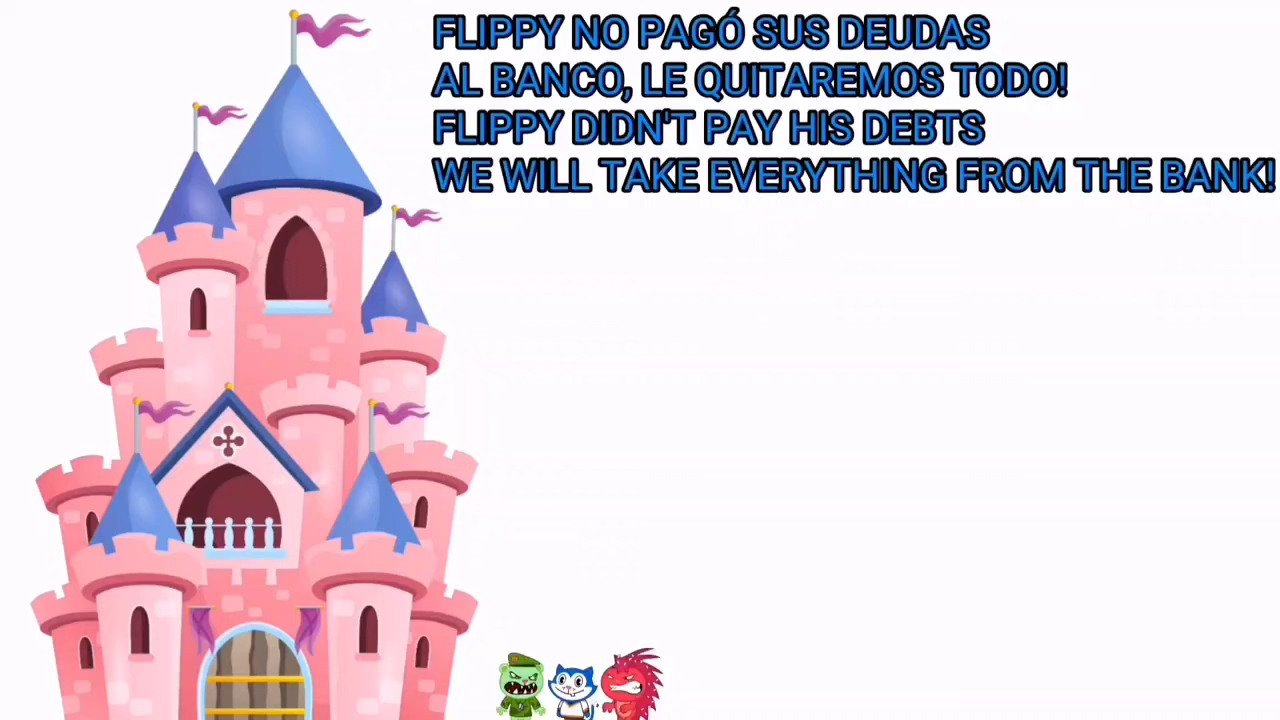 FLIPPY NO PAGÓ SUS DEUDAS
AL BANCO, LE QUITAREMOS TODO!
FLIPPY DIDN'T PAY HIS DEBTS
WE WILL TAKE EVERYTHING FROM THE BANK!